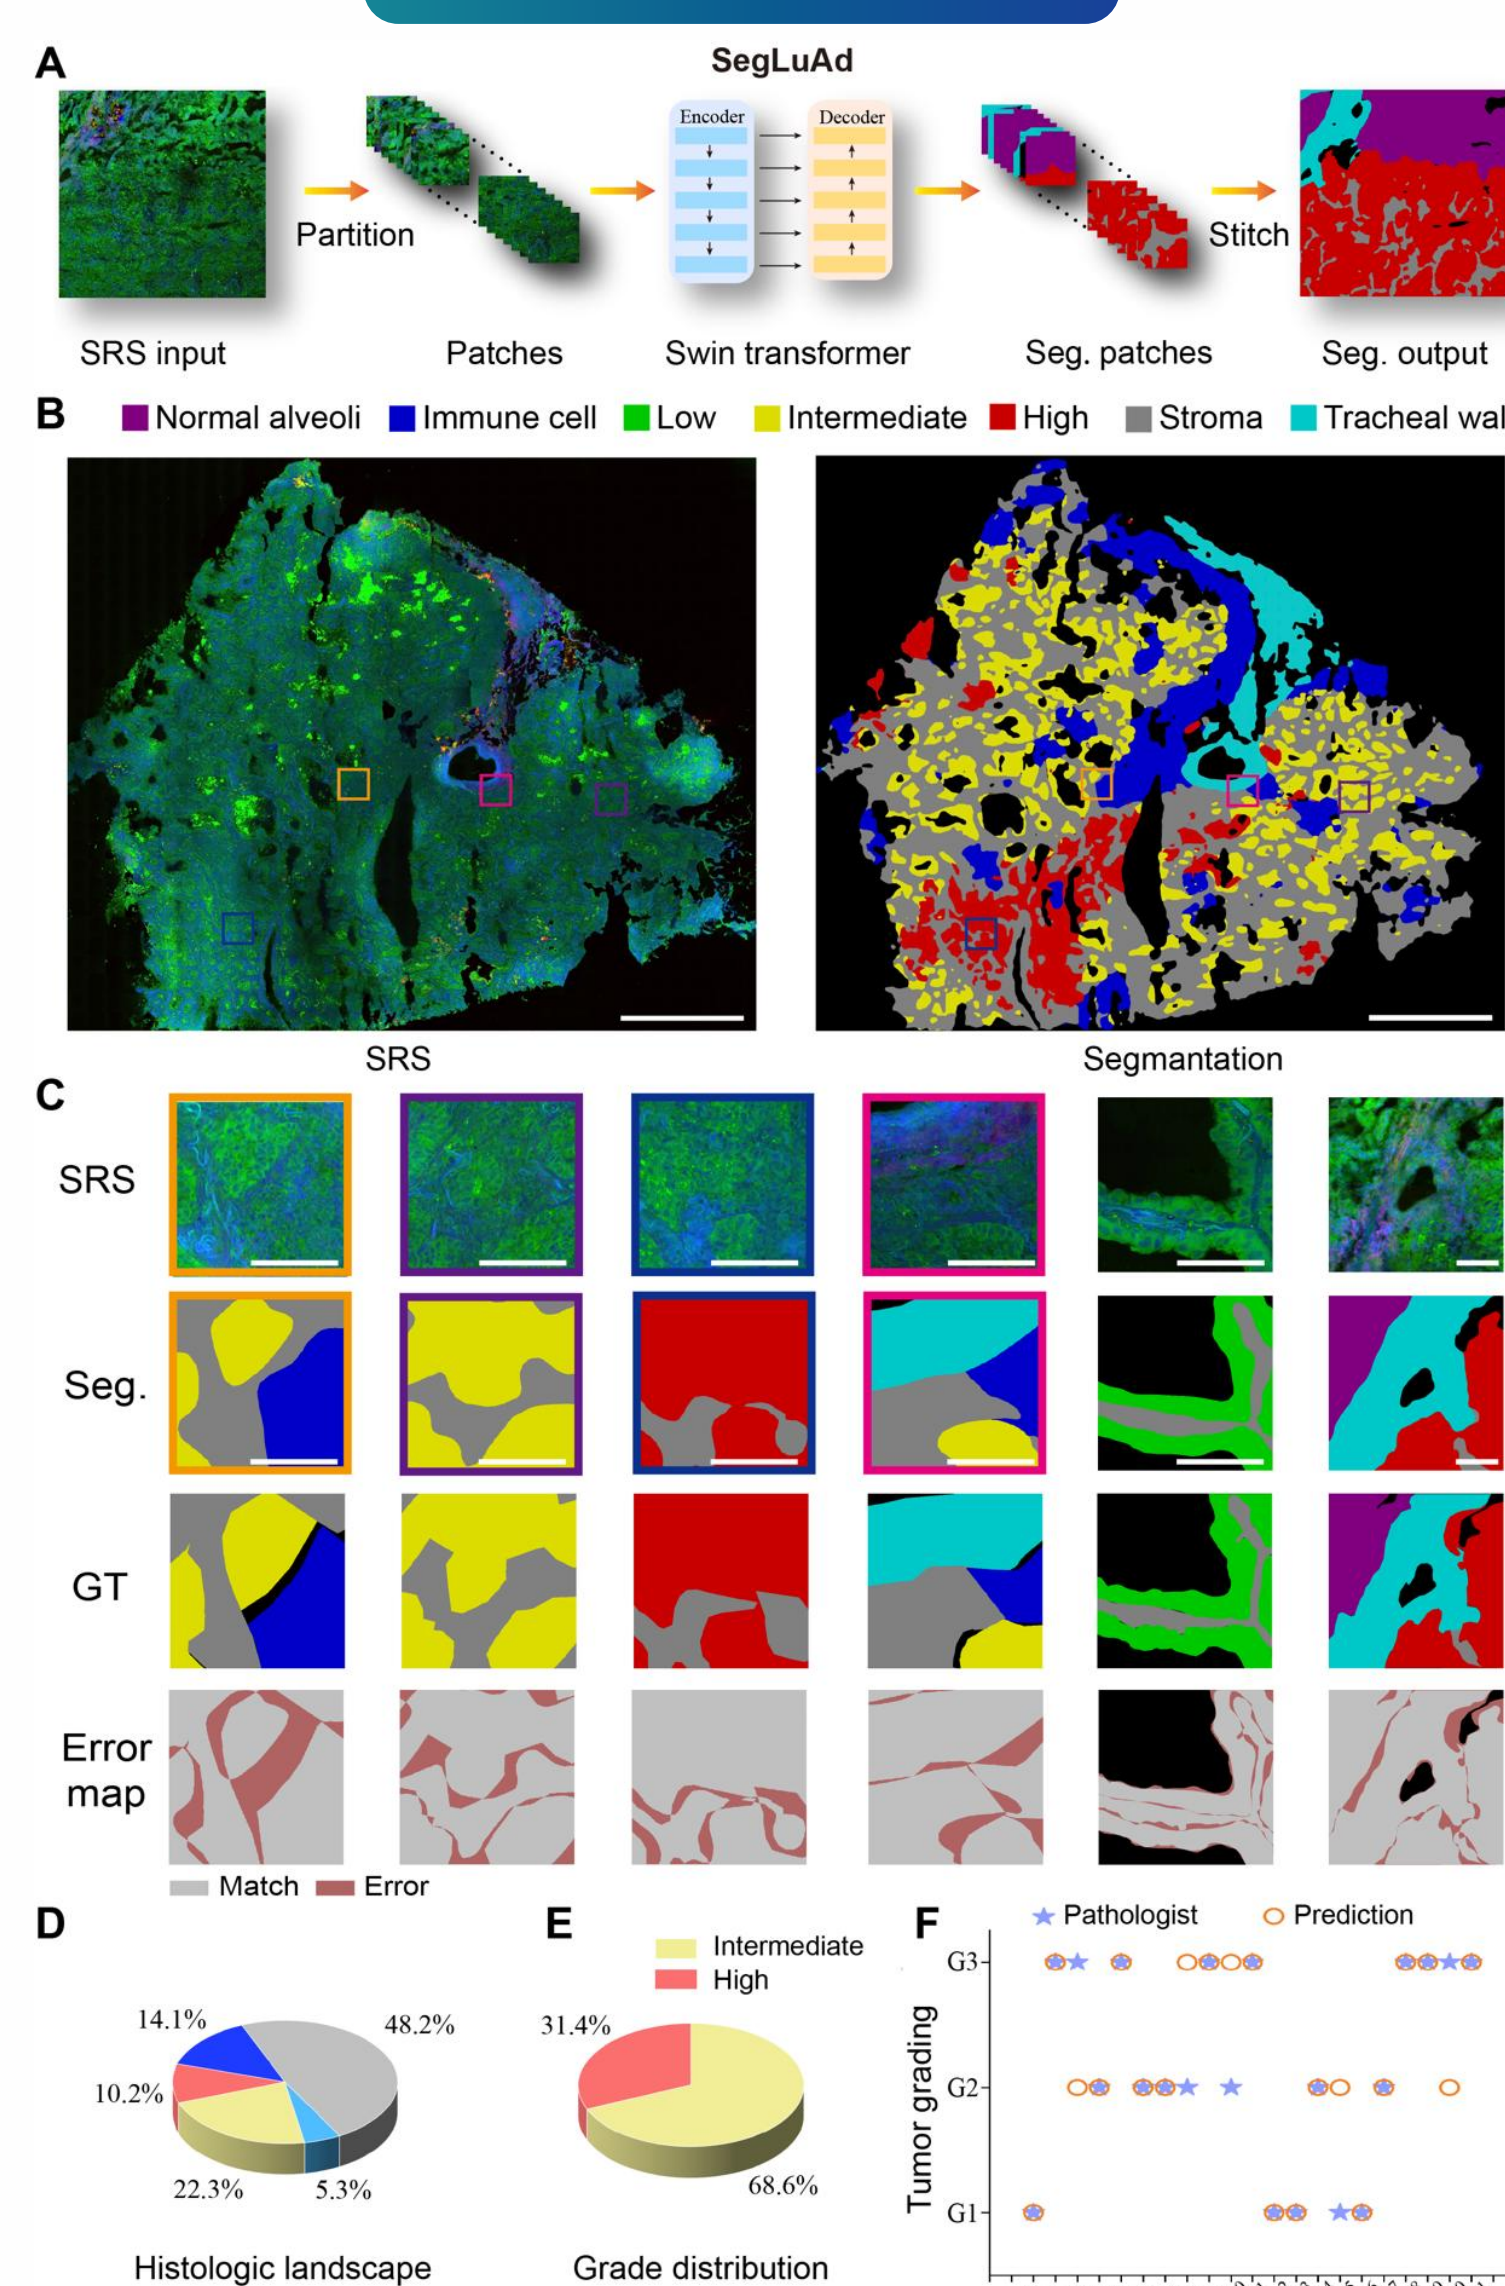 A
SegLuAd
Encoder
Decoder
Partition
Stitch
SRS input
Patches
Swin transformer
Seg. patches
Seg. output
B
Normal alveoli
Immune cell
Low
Intermediate
High
Stroma
Tracheal wal
SRS
Segmantation
C
SRS
Seg.
GT
Error
map
Match
Error
D
14.1%
48.2%
10.2%
22.3%
5.3%
Histologic landscape
E
Intermediate
High
31.4%
68.6%
Grade distribution
F
Pathologist
Prediction
G3
G2
G1
Tumor grading